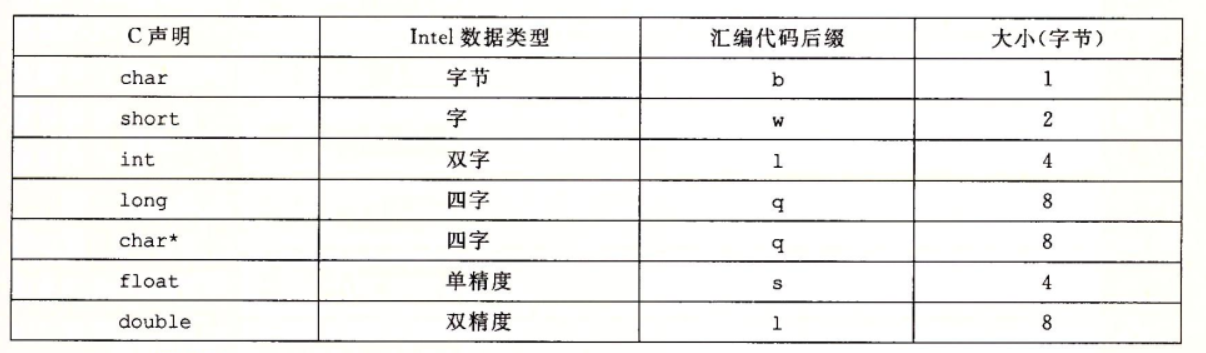 C声明 Intel 数据类型 汇编代码后缀 大小(字节)
char 字节 b 1
short 字 w 2
int 双字 l 4
long 四字 q 8
char* 四字 q 8
float 单精度 s 4
double 双精度 l 8